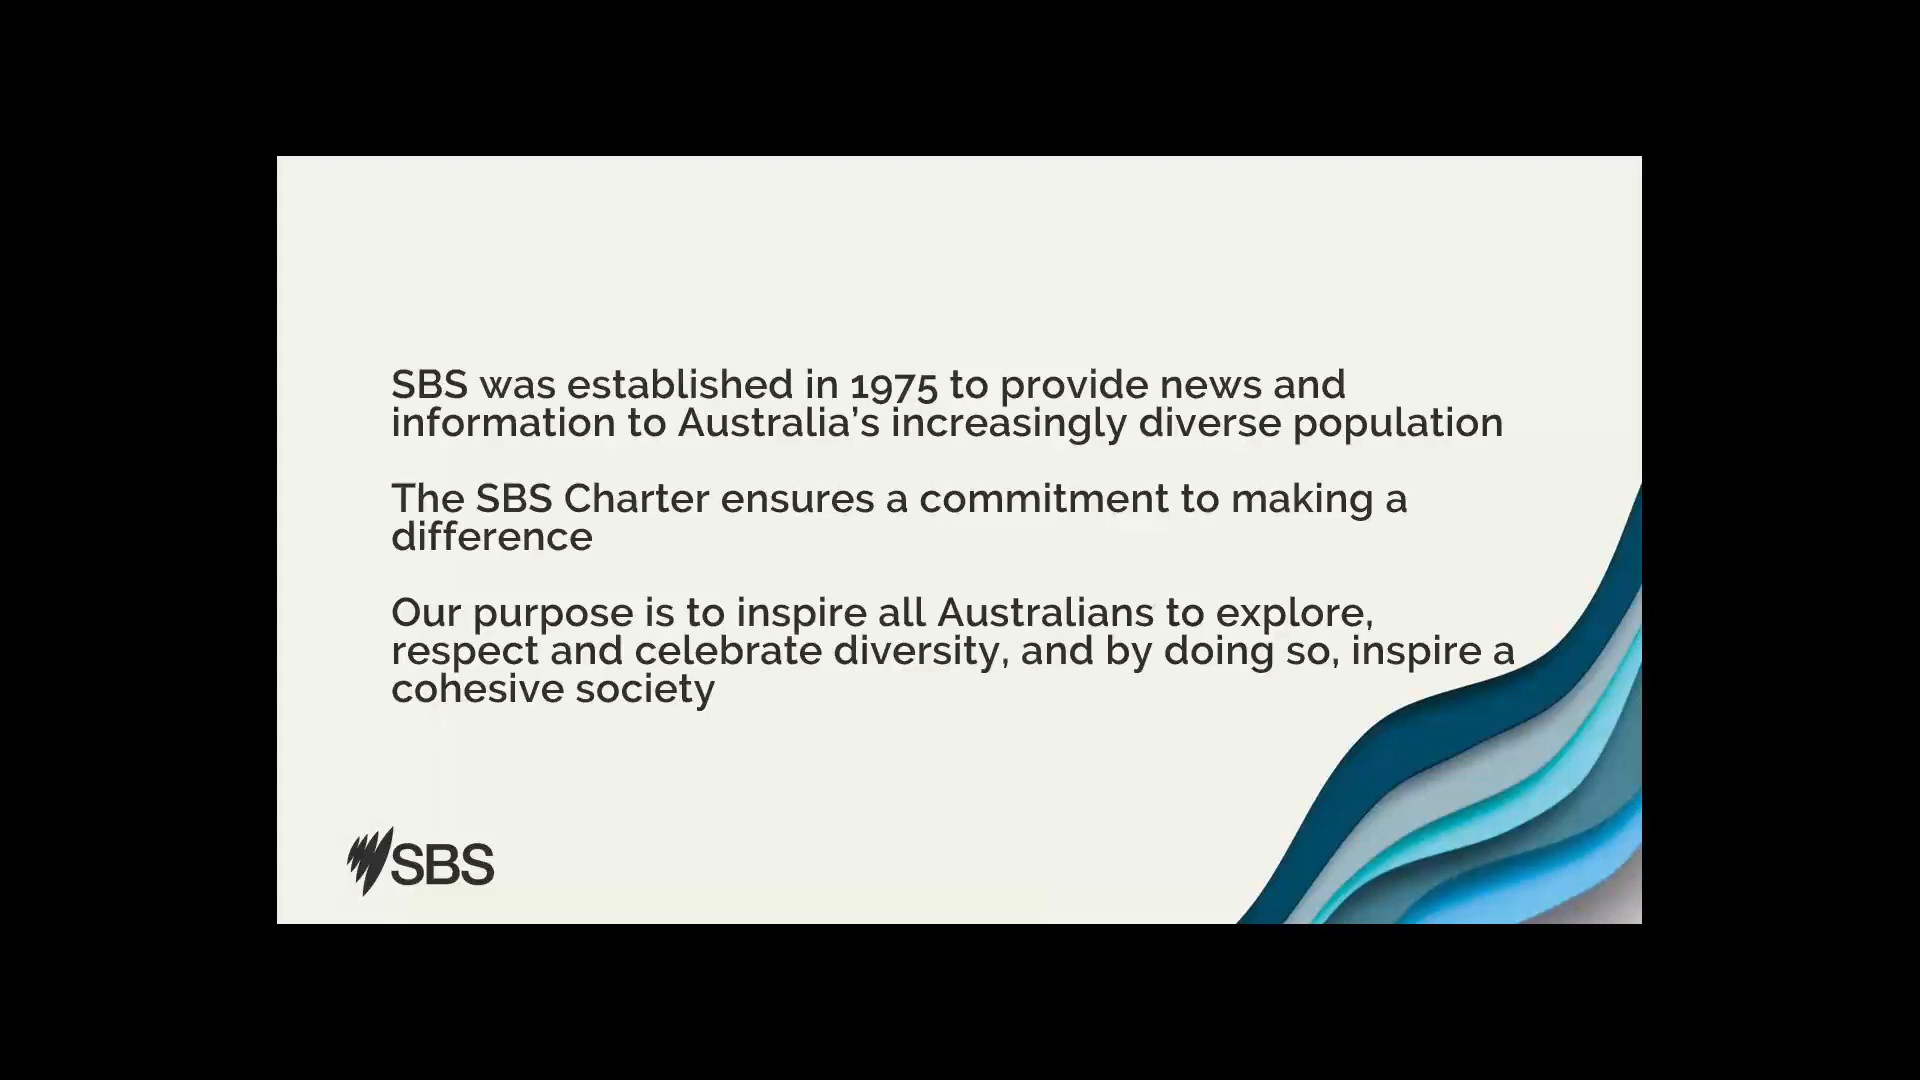 SBS was established in 1975 to provide news and
information to Australia’s increasingly diverse population
The SBS Charter ensures a commitment to making a
difference
Our purpose is to inspire all Australians to explore,
respect and celebrate diversity, and by doing so, inspire a
cohesive society
SBS